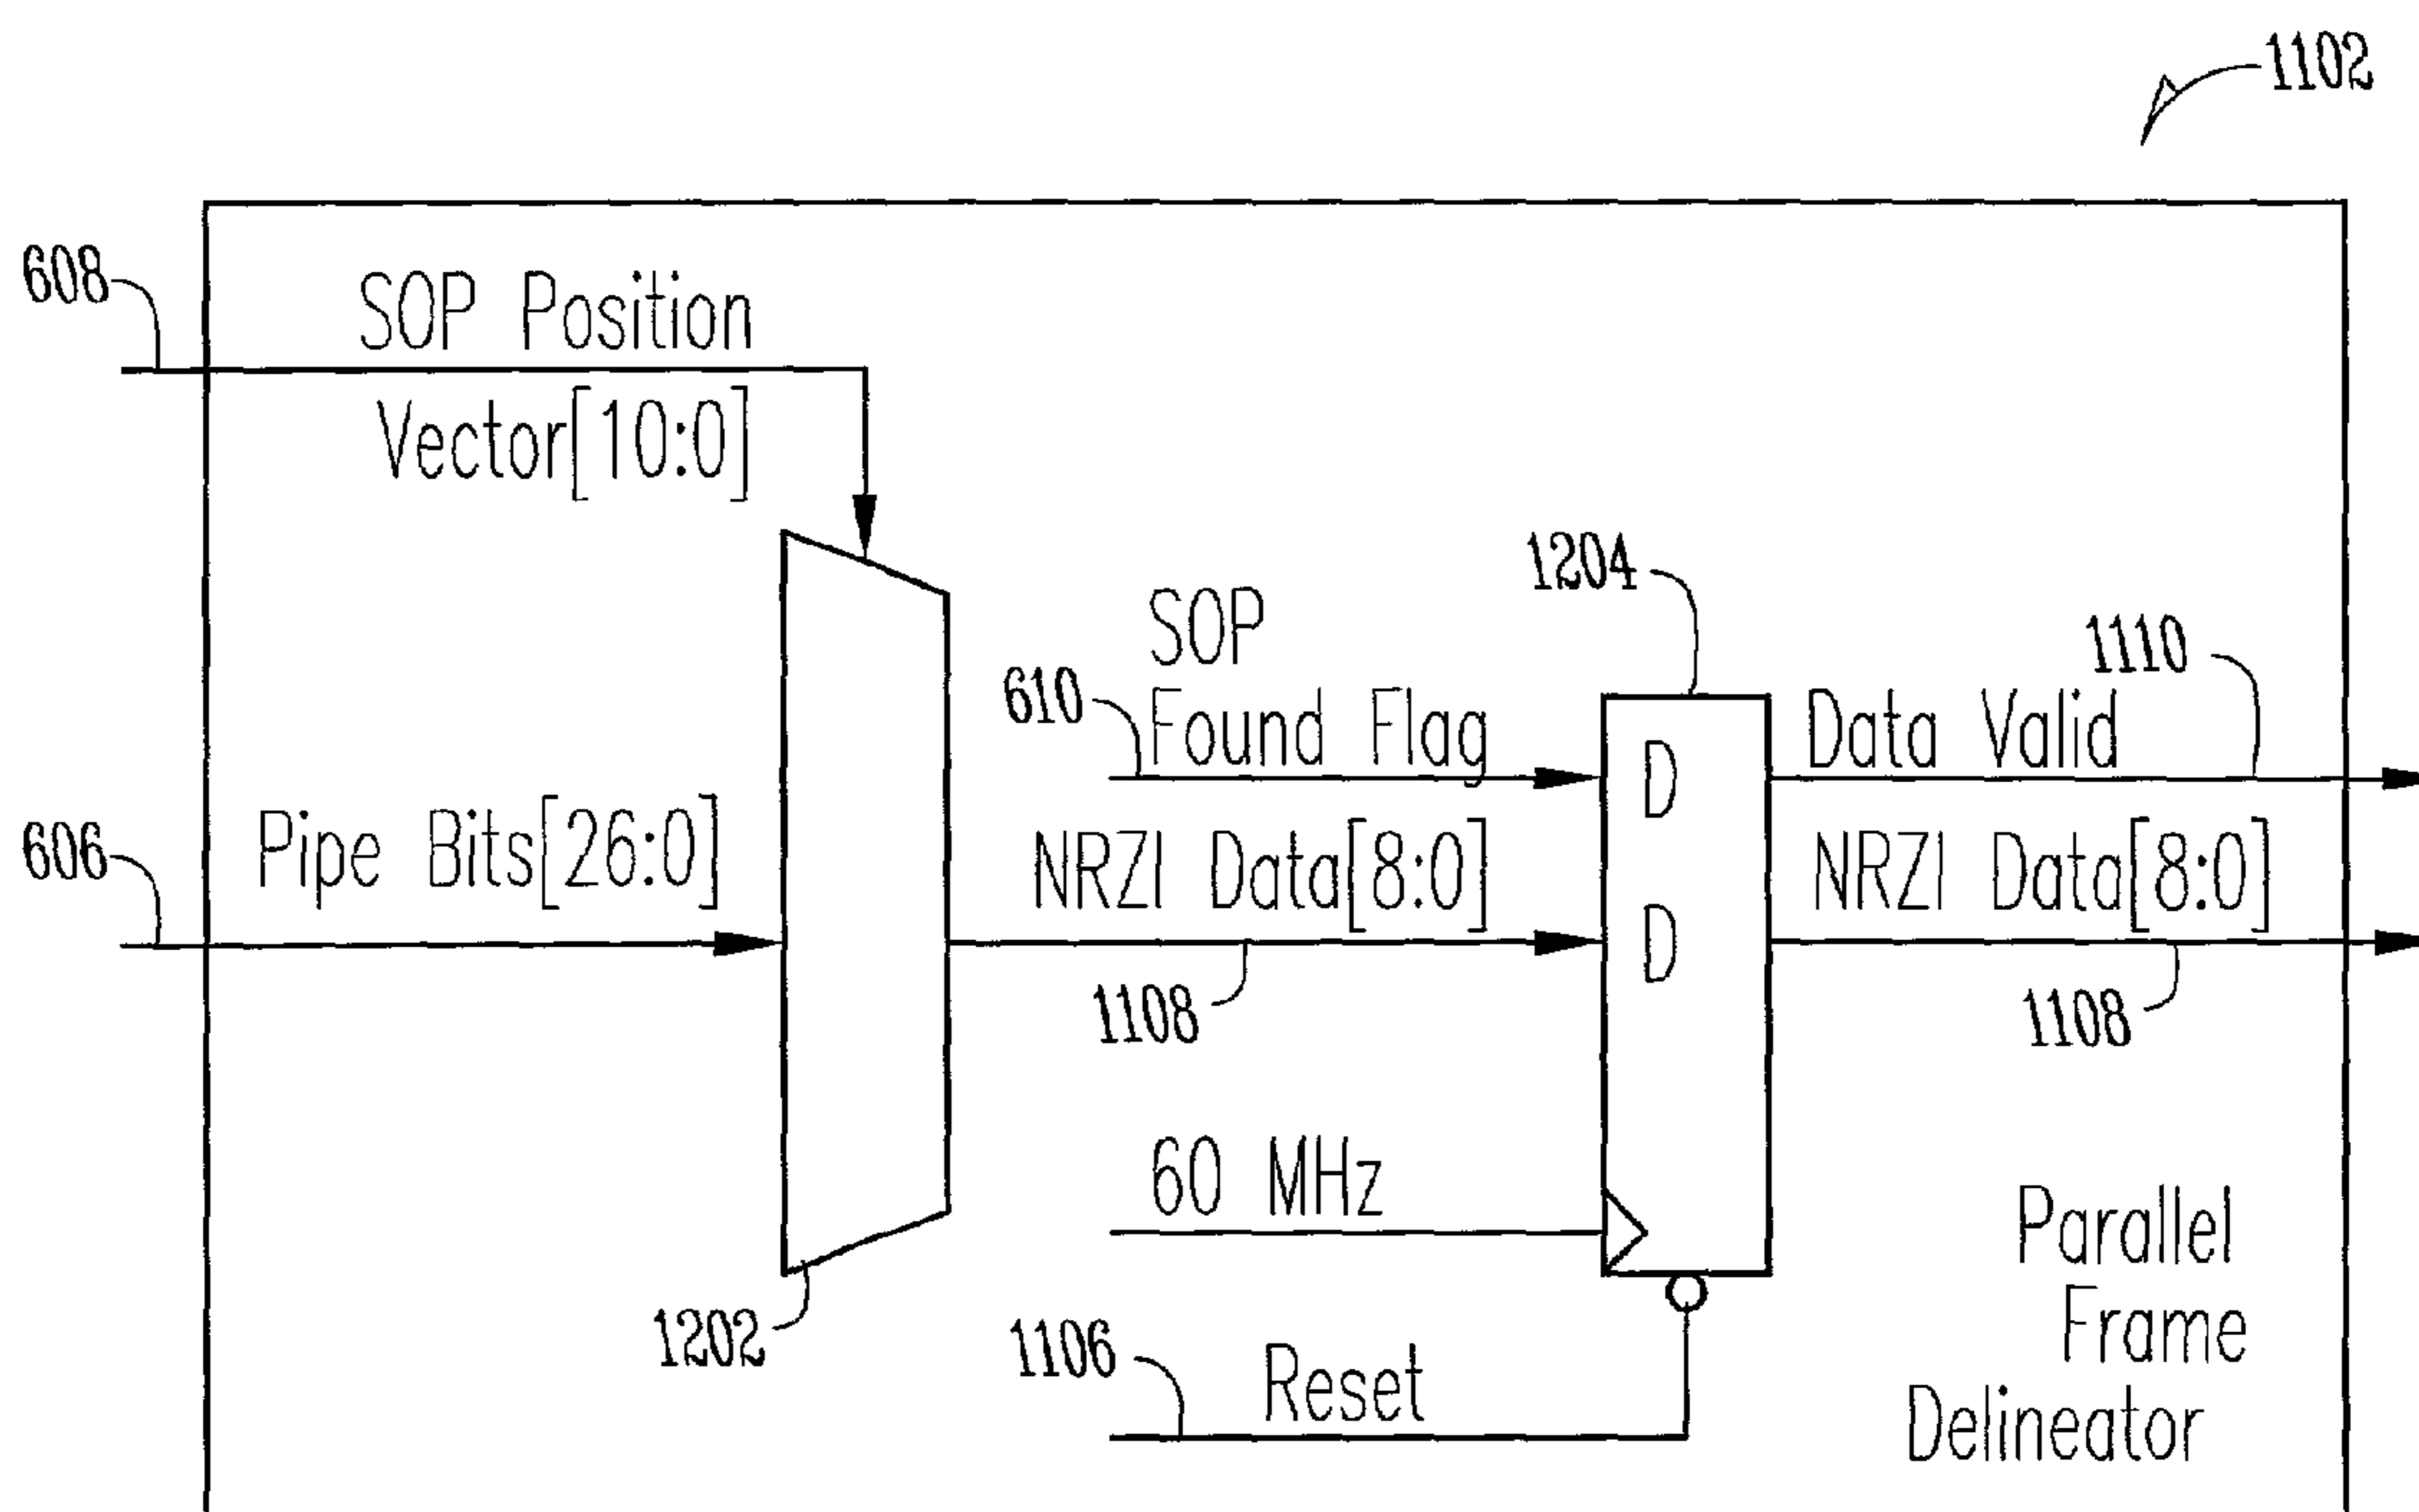 1102
608
SOP Position
Vector[10:0]
1204
SOP
610
Found Flag
1110
Data Valid
D
606
Pipe Bits[26:0]
NRZI Data[8:0]
D
NRZI Data[8:0]
1108
1108
60 MHz
1202
1106
Reset
Parallel
Frame
Delineator